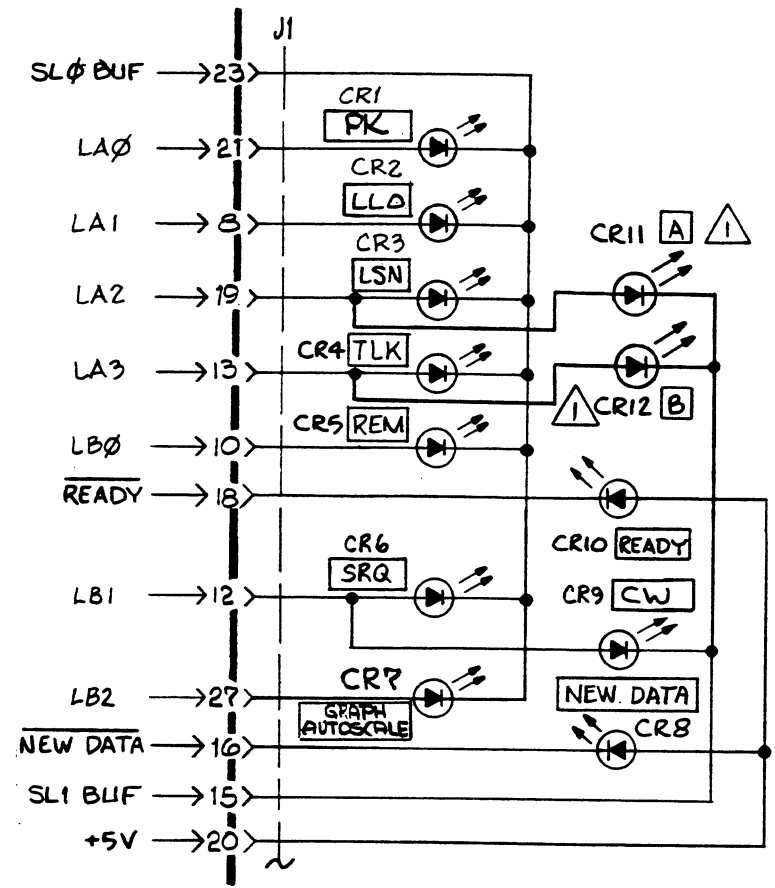 J1
SLØ BUF 23
CR1
PK
LAØ 21
CR2
LLO
LA1 8
CR3
LSN
CR11 A 1
LA2 19
CR4 TLK
LA3 13
1 CR12 B
CR5 REM
LBØ 10
READY 18
CR10 READY
CR6
SRQ
CR9 CW
LB1 12
CR7
GRAPH
AUTOSCALE
NEW DATA
LB2 27
CR8
NEW DATA 16
SL1 BUF 15
+5V 20